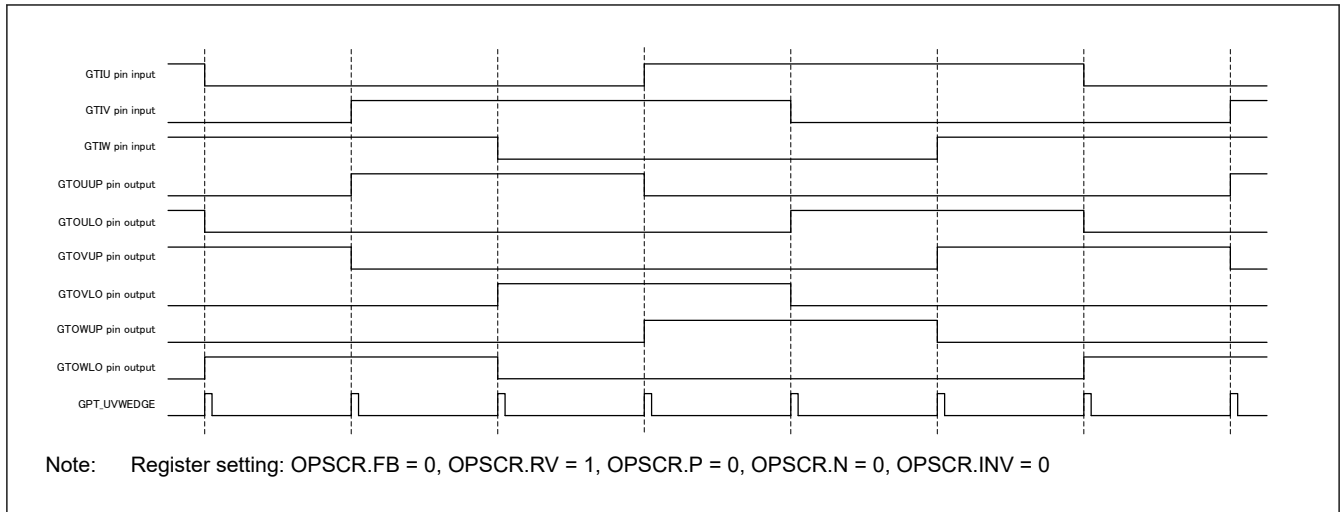 GTIU pin input
GTIV pin input
GTIW pin input
GTOUUP pin output
GTOULO pin output
GTOVUP pin output
GTOVLO pin output
GTOWUP pin output
GTOWLO pin output
GPT_UVWEDGE
Note: Register setting: OPSCR.FB = 0, OPSCR.RV = 1, OPSCR.P = 0, OPSCR.N = 0, OPSCR.INV = 0